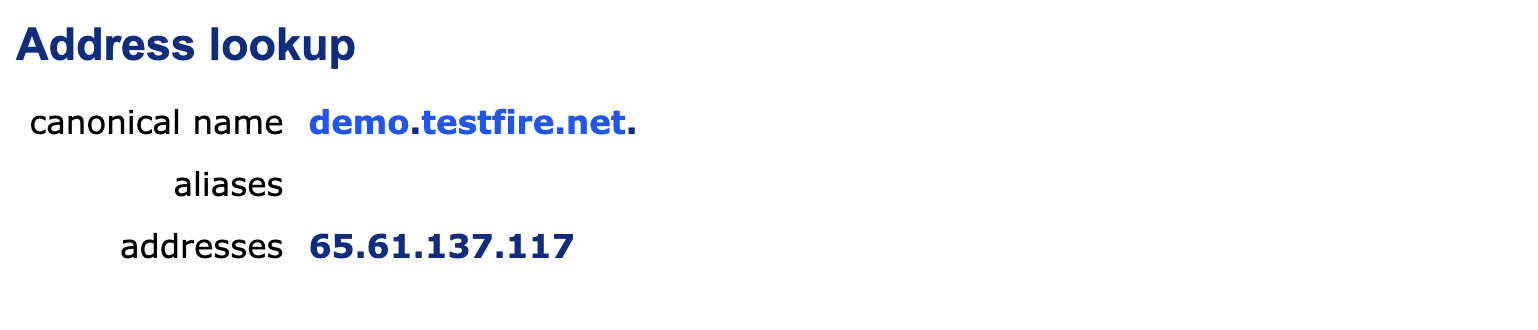 Address lookup
canonical name demo.testfire.net.
aliases
addresses 65.61.137.117